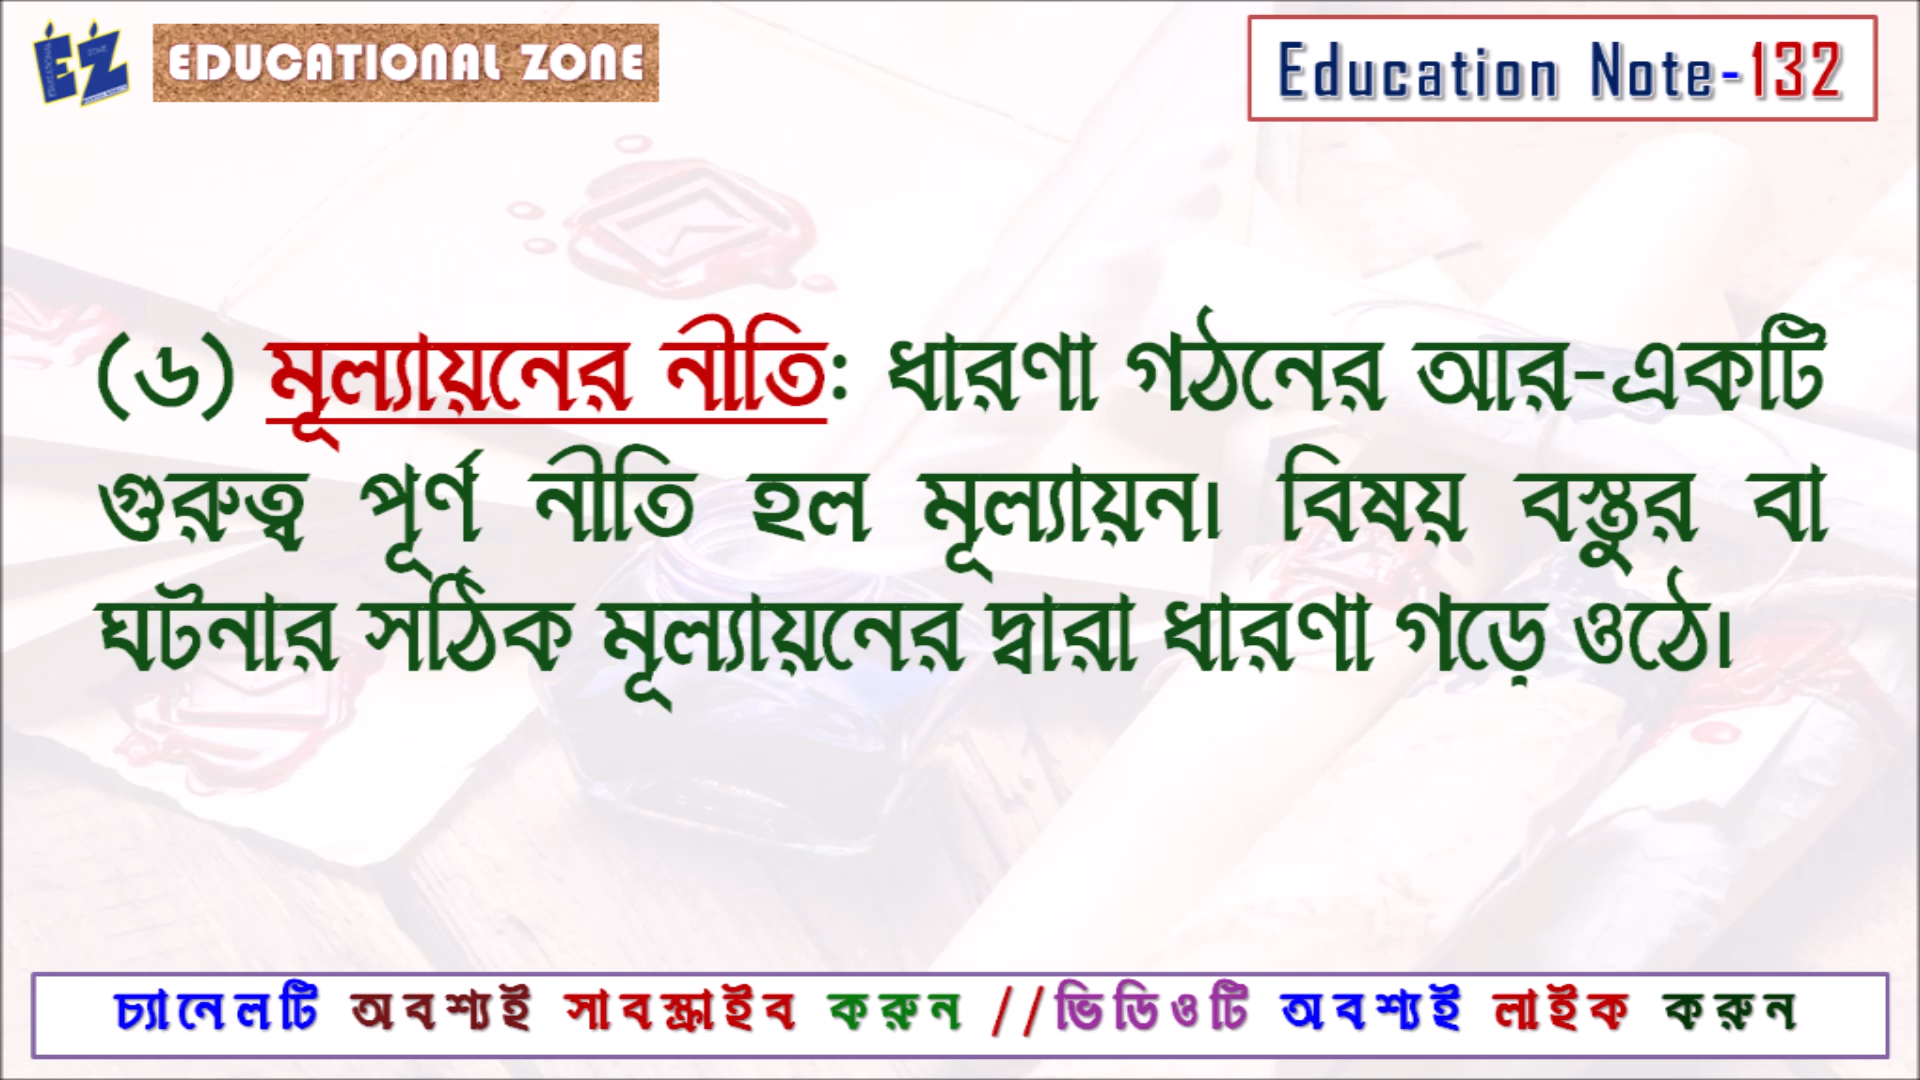 EZ EDUCATIONAL ZONE
Education Note-132
(৬) মূল্যায়নের নীতি: ধারণা গঠনের আর-একটি
গুরুত্ব পূর্ণ নীতি হল মূল্যায়ন। বিষয় বস্তুর বা
ঘটনার সঠিক মূল্যায়নের দ্বারা ধারণা গড়ে ওঠে।
চ্যানেলটি অবশ্যই সাবস্ক্রাইব করুন //ভিডিওটি অবশ্যই লাইক করুন